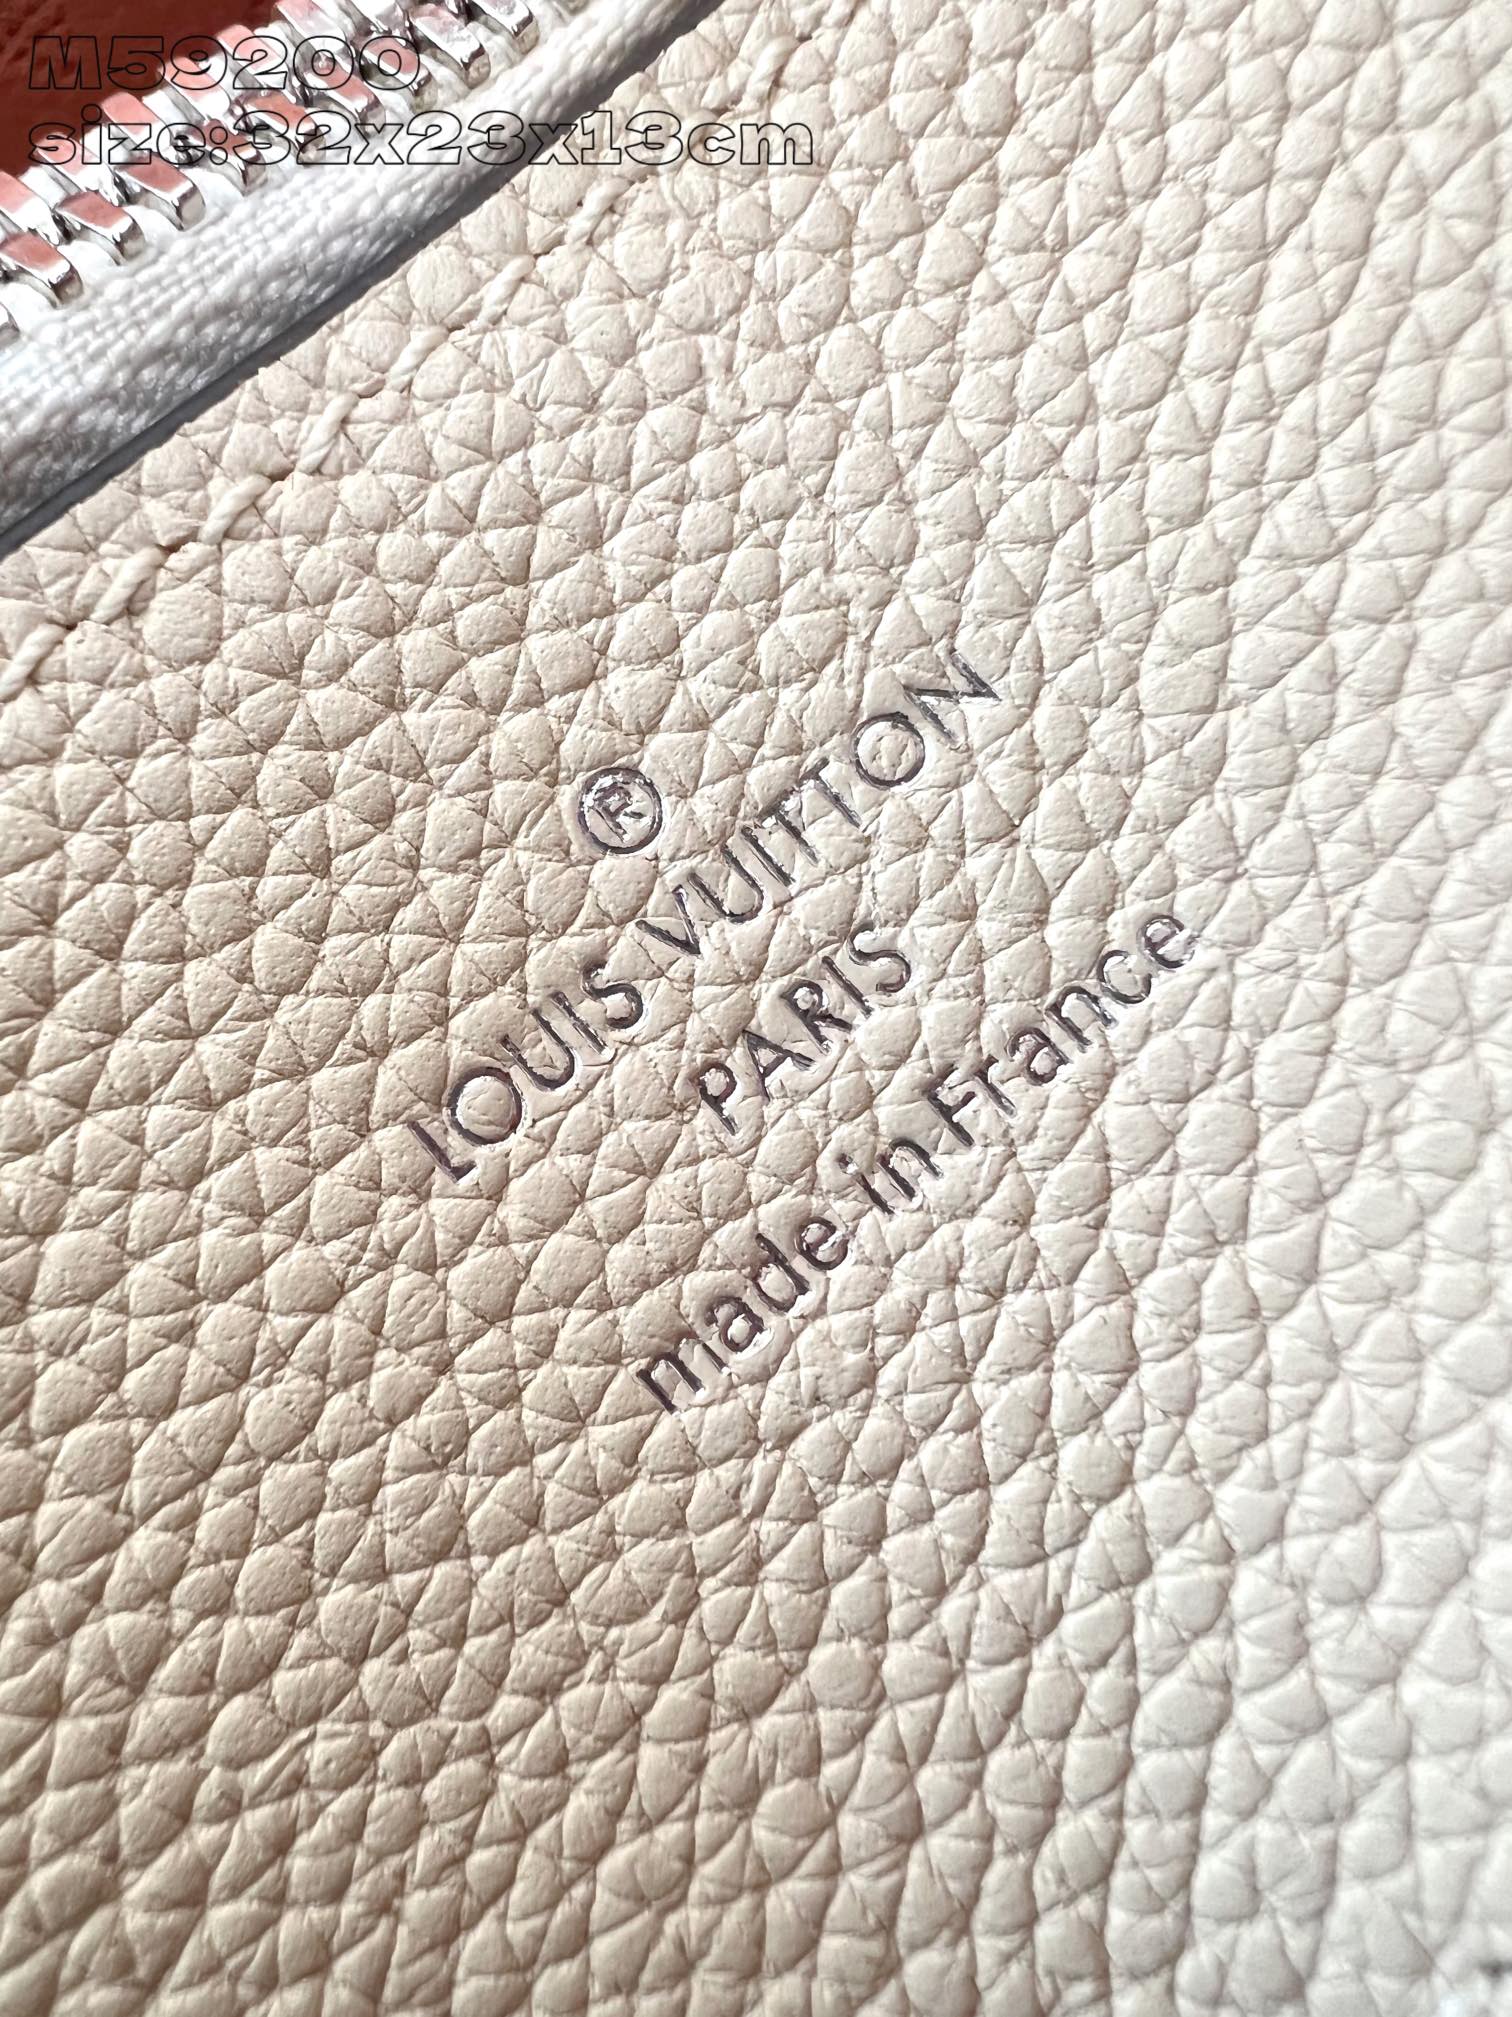 M59200
size:32x23x13cm
®
LOUIS VUITTON
PARIS
made in France